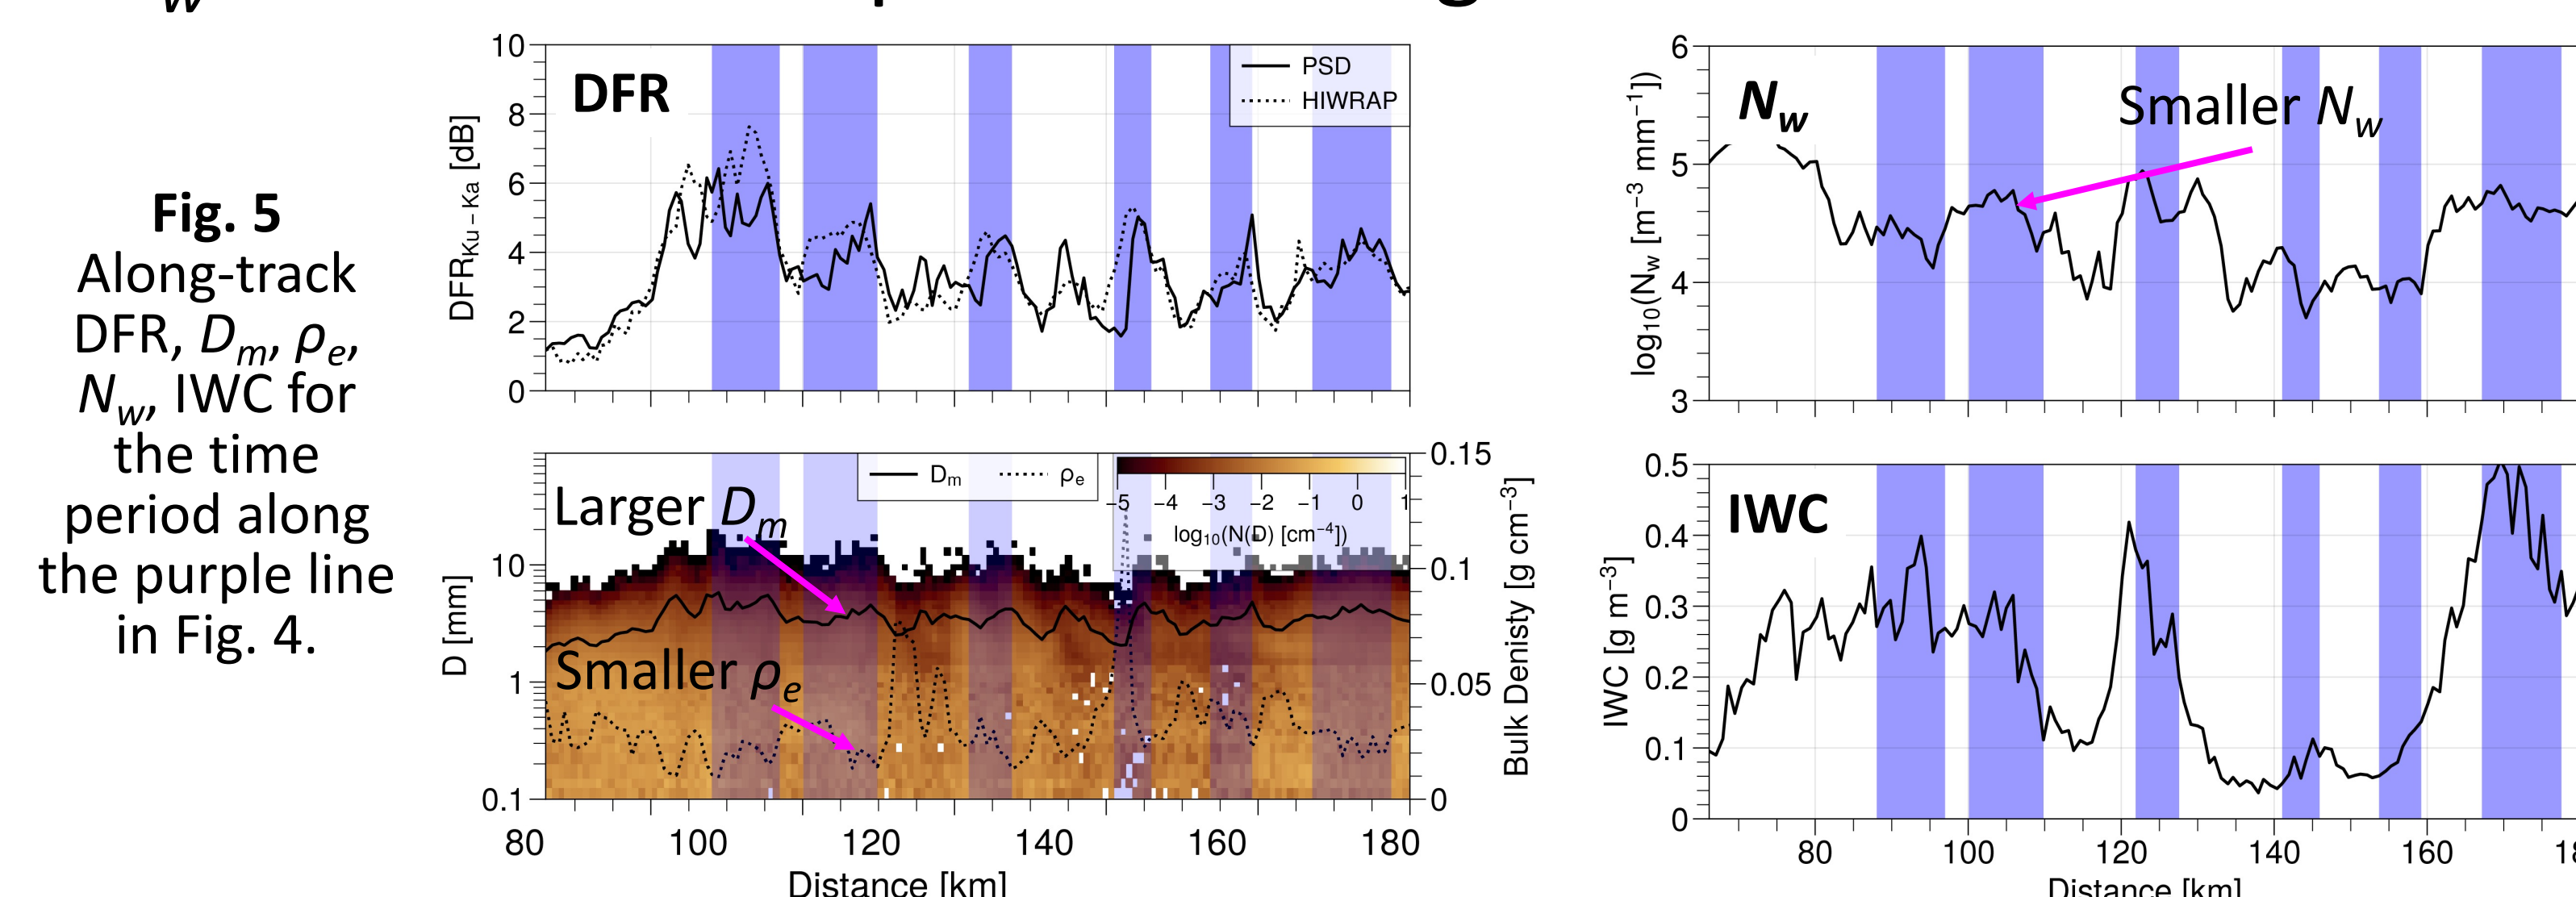 w
Fig. 5
Along-track
DFR, Dm, ρe,
Nw, IWC for
the time
period along
the purple line
in Fig. 4.
DFR
PSD
HIWRAP
10
8
6
4
2
0
DFRKu−Ka [dB]
Larger Dm
Smaller ρe
Dm ρe
−5 −4 −3 −2 −1 0 1
log10(N(D) [cm−4])
10
1
0.1
D [mm]
0.15
0.1
0.05
0
Bulk Denisty [g cm−3]
80 100 120 140 160 180
Distance [km]
Nw
Smaller Nw
6
5
4
3
log10(Nw [m−3 mm−1])
IWC
0.5
0.4
0.3
0.2
0.1
0
IWC [g m−3]
80 100 120 140 160
Distance [km]